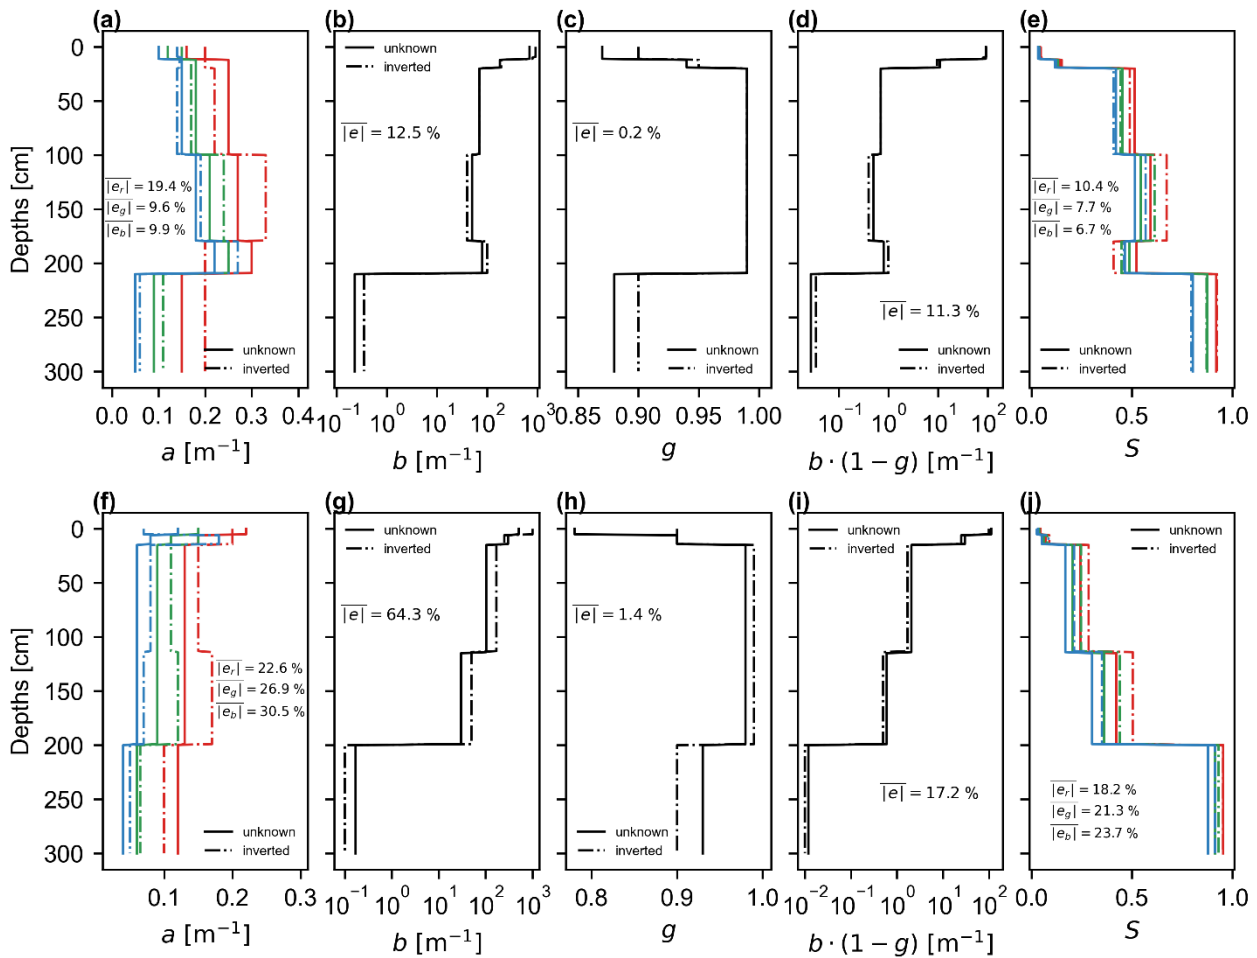 (a) (b) (c) (d) (e)
0
50
100
150
200
250
300
Depths [cm]
|e_r| = 19.4 %
|e_g| = 9.6 %
|e_b| = 9.9 %
unknown
inverted
0.0 0.1 0.2 0.3 0.4
a [m⁻¹]
unknown
inverted
|e| = 12.5 %
10⁻¹ 10⁰ 10¹ 10² 10³
b [m⁻¹]
|e| = 0.2 %
unknown
inverted
0.85 0.90 0.95 1.00
g
|e| = 11.3 %
unknown
inverted
10⁻¹ 10⁰ 10¹ 10²
b · (1 − g) [m⁻¹]
|e_r| = 10.4 %
|e_g| = 7.7 %
|e_b| = 6.7 %
unknown
inverted
0.0 0.5 1.0
S
(f) (g) (h) (i) (j)
0
50
100
150
200
250
300
Depths [cm]
|e_r| = 22.6 %
|e_g| = 26.9 %
|e_b| = 30.5 %
unknown
inverted
0.1 0.2 0.3
a [m⁻¹]
unknown
inverted
|e| = 64.3 %
10⁻¹ 10⁰ 10¹ 10² 10³
b [m⁻¹]
|e| = 1.4 %
unknown
inverted
0.8 0.9 1.0
g
unknown
inverted
|e| = 17.2 %
10⁻² 10⁻¹ 10⁰ 10¹ 10²
b · (1 − g) [m⁻¹]
unknown
inverted
|e_r| = 18.2 %
|e_g| = 21.3 %
|e_b| = 23.7 %
0.0 0.5 1.0
S